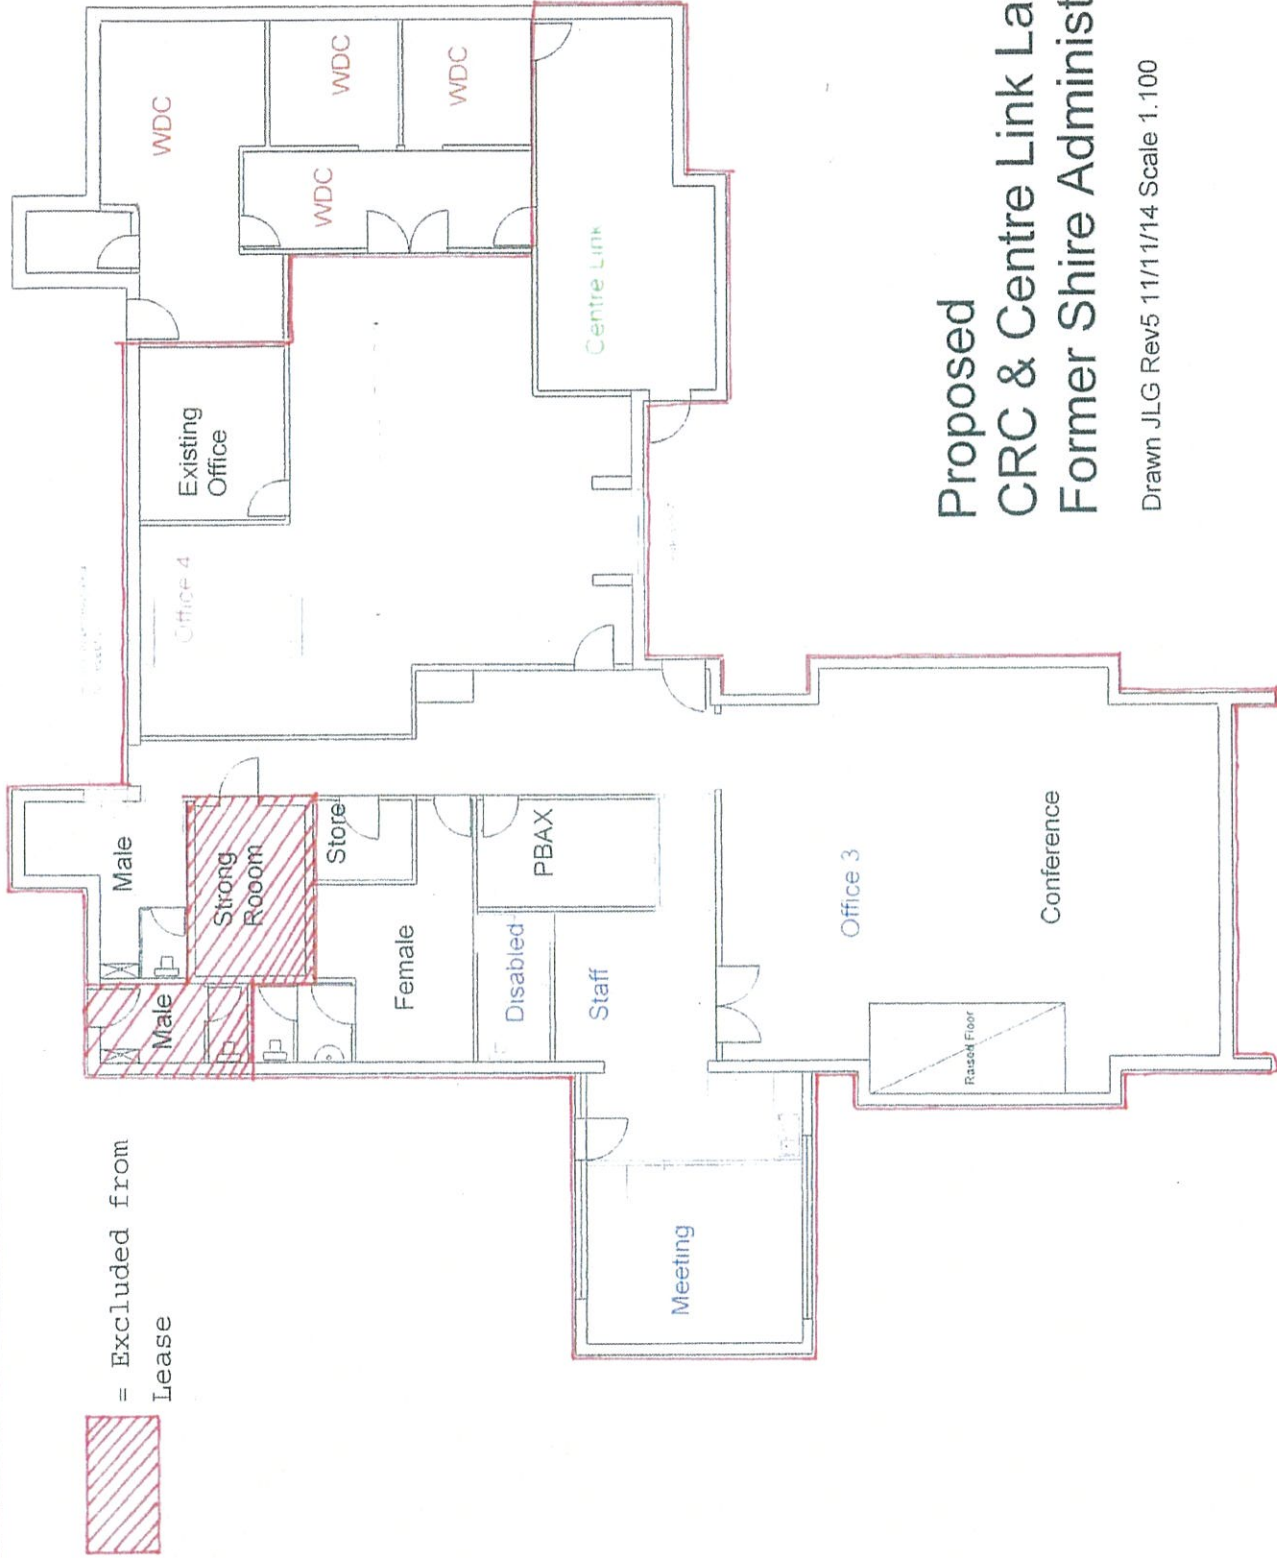 = Excluded from
Lease
Male
Male
Strong
Rooom
Store
Female
PBAX
Disabled
Staff
Meeting
Office 3
Conference
Raised Floor
Office 4
Existing
Office
WDC
WDC
WDC
WDC
Centre Link
Proposed
CRC & Centre Link La
Former Shire Administ
Drawn JLG Rev5 11/11/14 Scale 1.100